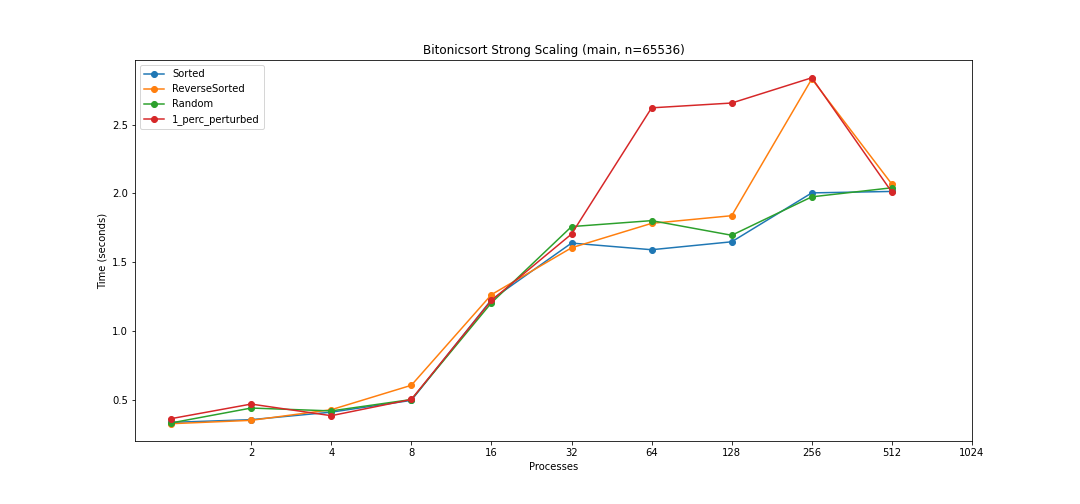 Bitonicsort Strong Scaling (main, n=65536)
Sorted
ReverseSorted
Random
1_perc_perturbed
Time (seconds)
2.5
2.0
1.5
1.0
0.5
2 4 8 16 32 64 128 256 512 1024
Processes